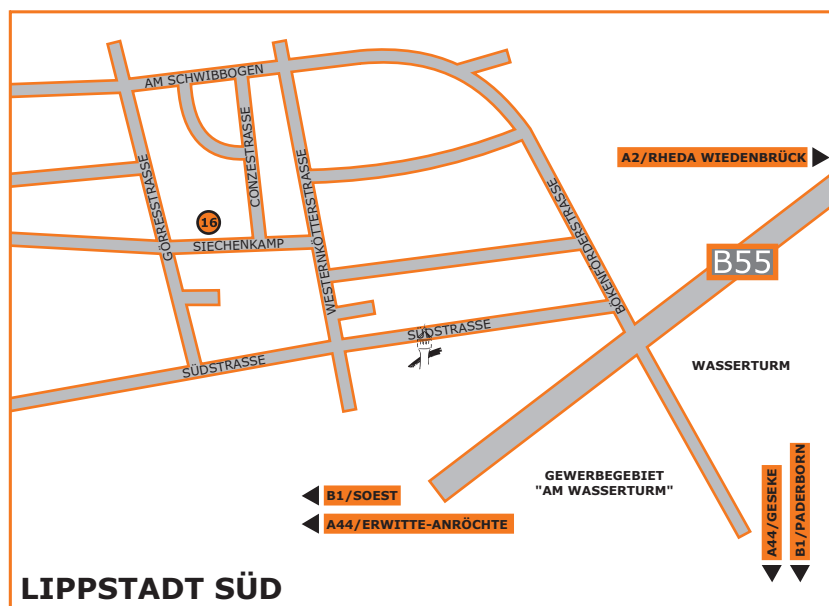 AM SCHWIBBOGEN
CONZESTRASSE
GÖRRESSTRASSE
WESTERNKÖTTERSTRASSE
BÖKENFÖRDERSTRASSE
A2/RHEDA WIEDENBRÜCK
16
SIECHENKAMP
B55
SÜDSTRASSE
SÜDSTRASSE
WASSERTURM
GEWERBEGEBIET
"AM WASSERTURM"
B1/SOEST
A44/ERWITTE-ANRÖCHTE
A44/GESEKE
B1/PADERBORN
LIPPSTADT SÜD